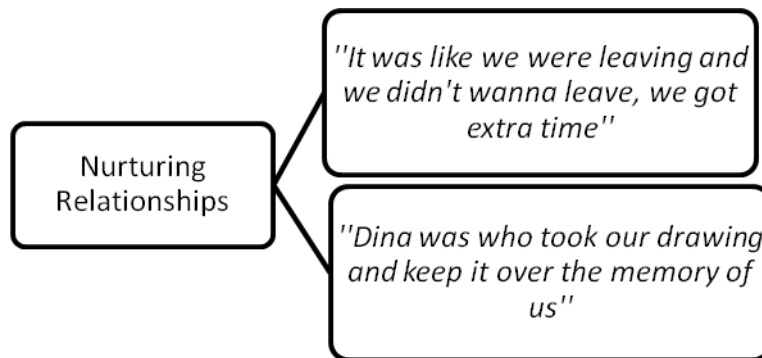 Nurturing
Relationships
"It was like we were leaving and
we didn't wanna leave, we got
extra time"
"Dina was who took our drawing
and keep it over the memory of
us"